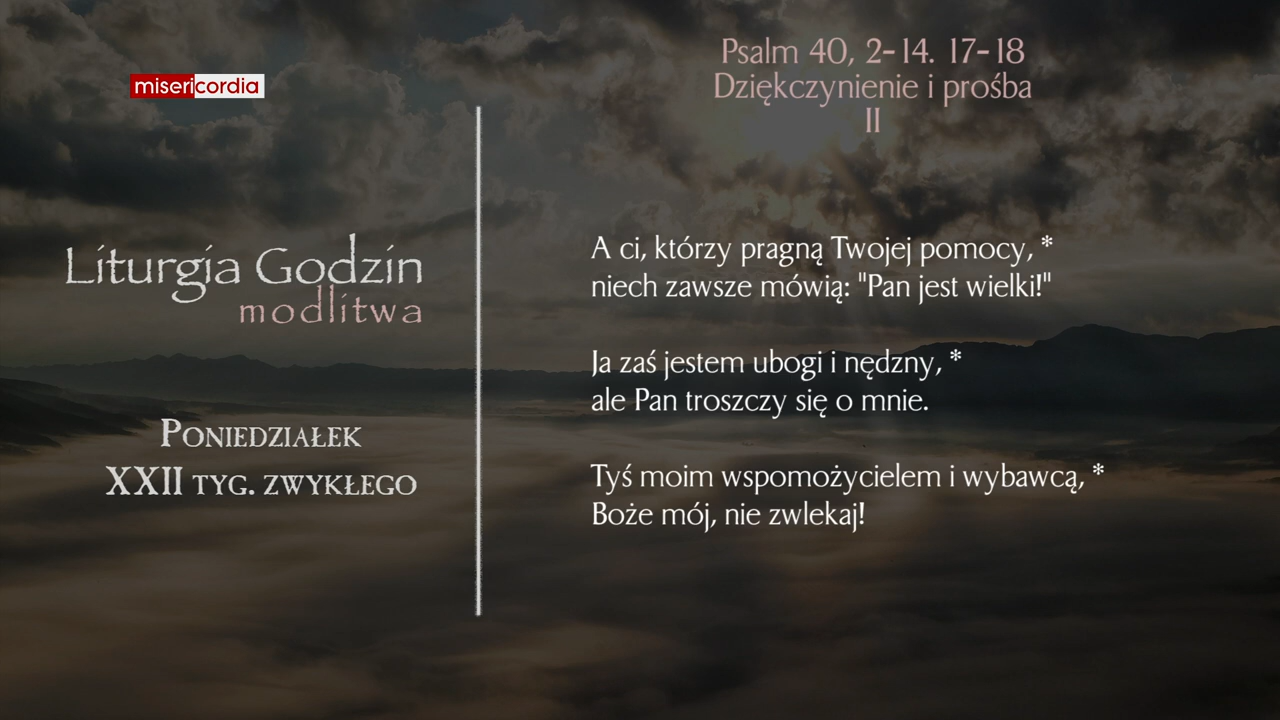 misericordia
Liturgia Godzin
modlitwa
Poniedziałek
XXII tyg. zwykłego
Psalm 40, 2-14. 17-18
Dziękczynienie i prośba
II
A ci, którzy pragną Twojej pomocy, *
niech zawsze mówią: "Pan jest wielki!"
Ja zaś jestem ubogi i nędzny, *
ale Pan troszczy się o mnie.
Tyś moim wspomożycielem i wybawcą, *
Boże mój, nie zwlekaj!